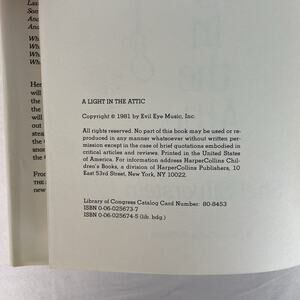 A LIGHT IN THE ATTIC
Copyright © 1981 by Evil Eye Music, Inc.
All rights reserved. No part of this book may be used or re-
produced in any manner whatsoever without written per-
mission except in the case of brief quotations embodied in
critical articles and reviews. Printed in the United States
of America. For information address HarperCollins Chil-
dren's Books, a division of HarperCollins Publishers, 10
East 53rd Street, New York, NY 10022.
Library of Congress Catalog Card Number: 80-8453
ISBN 0-06-025673-7
ISBN 0-06-025674-5 (lib. bdg.)